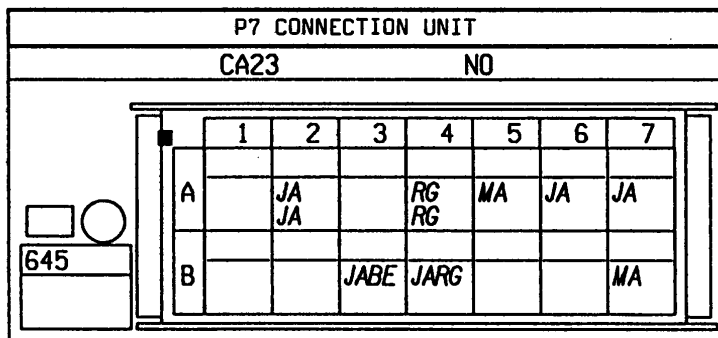 P7 CONNECTION UNIT
CA23 NO
1 2 3 4 5 6 7
A JA RG MA JA JA
JA RG
645
B JABE JARG MA